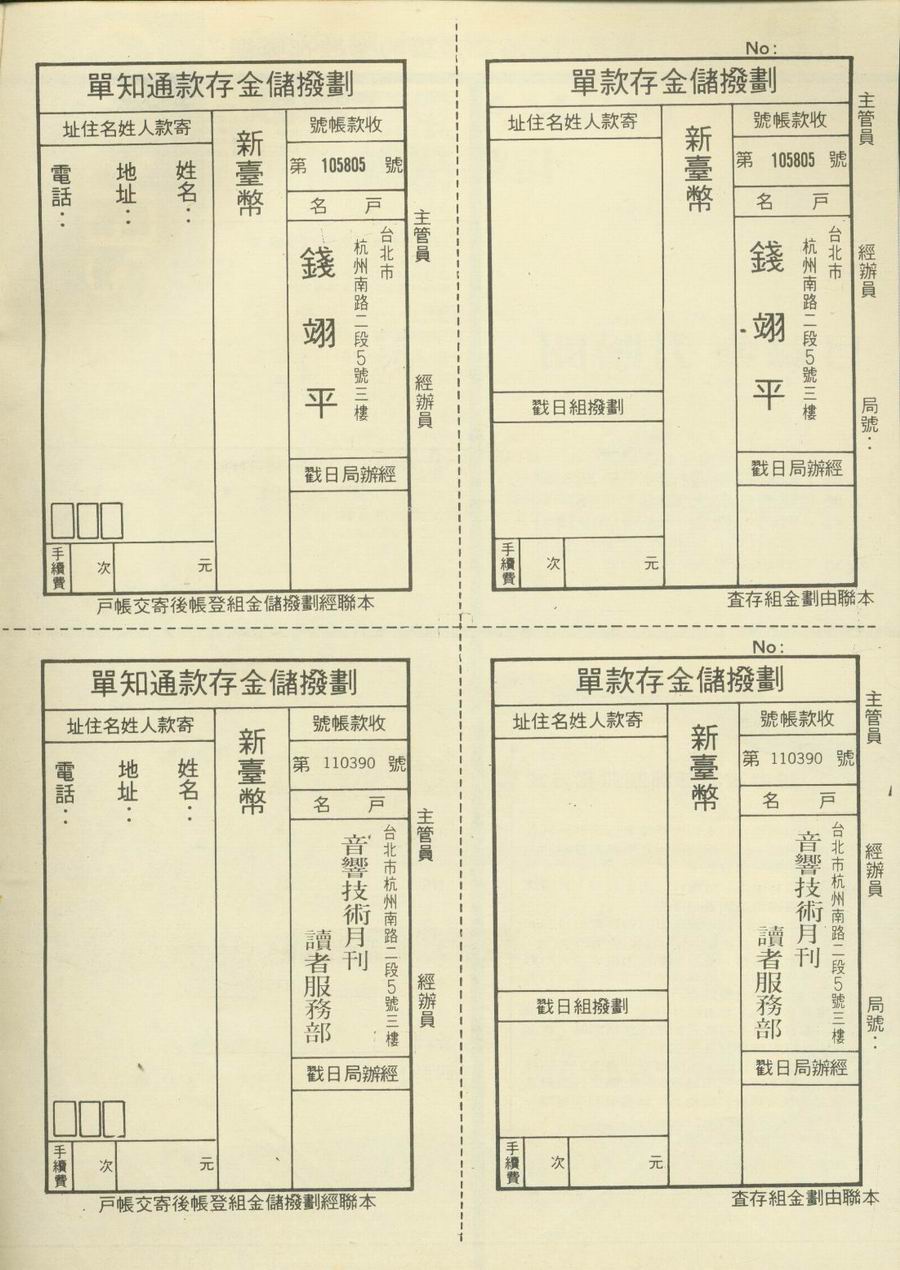 劃撥儲金存款通知單
收款帳號
第 105805 號
戶 名
台北市
杭州南路二段5號三樓
錢翊平
經辦局日戳
新臺幣
寄款人姓名住址
姓名：
地址：
電話：
手續費
次
元
主管員
經辦員
本聯經劃撥儲金組登帳後寄交帳戶
No:
劃撥儲金存款單
收款帳號
第 105805 號
戶 名
台北市
杭州南路二段5號三樓
錢翊平
經辦局日戳
新臺幣
寄款人姓名住址
劃撥組日戳
手續費
次
元
主管員
經辦員
局號：
本聯由劃金組存査
劃撥儲金存款通知單
收款帳號
第 110390 號
戶 名
台北市杭州南路二段5號三樓
音響技術月刊
讀者服務部
經辦局日戳
新臺幣
寄款人姓名住址
姓名：
地址：
電話：
手續費
次
元
主管員
經辦員
本聯經劃撥儲金組登帳後寄交帳戶
No:
劃撥儲金存款單
收款帳號
第 110390 號
戶 名
台北市杭州南路二段5號三樓
音響技術月刊
讀者服務部
經辦局日戳
新臺幣
寄款人姓名住址
劃撥組日戳
手續費
次
元
主管員
經辦員
局號：
本聯由劃金組存査